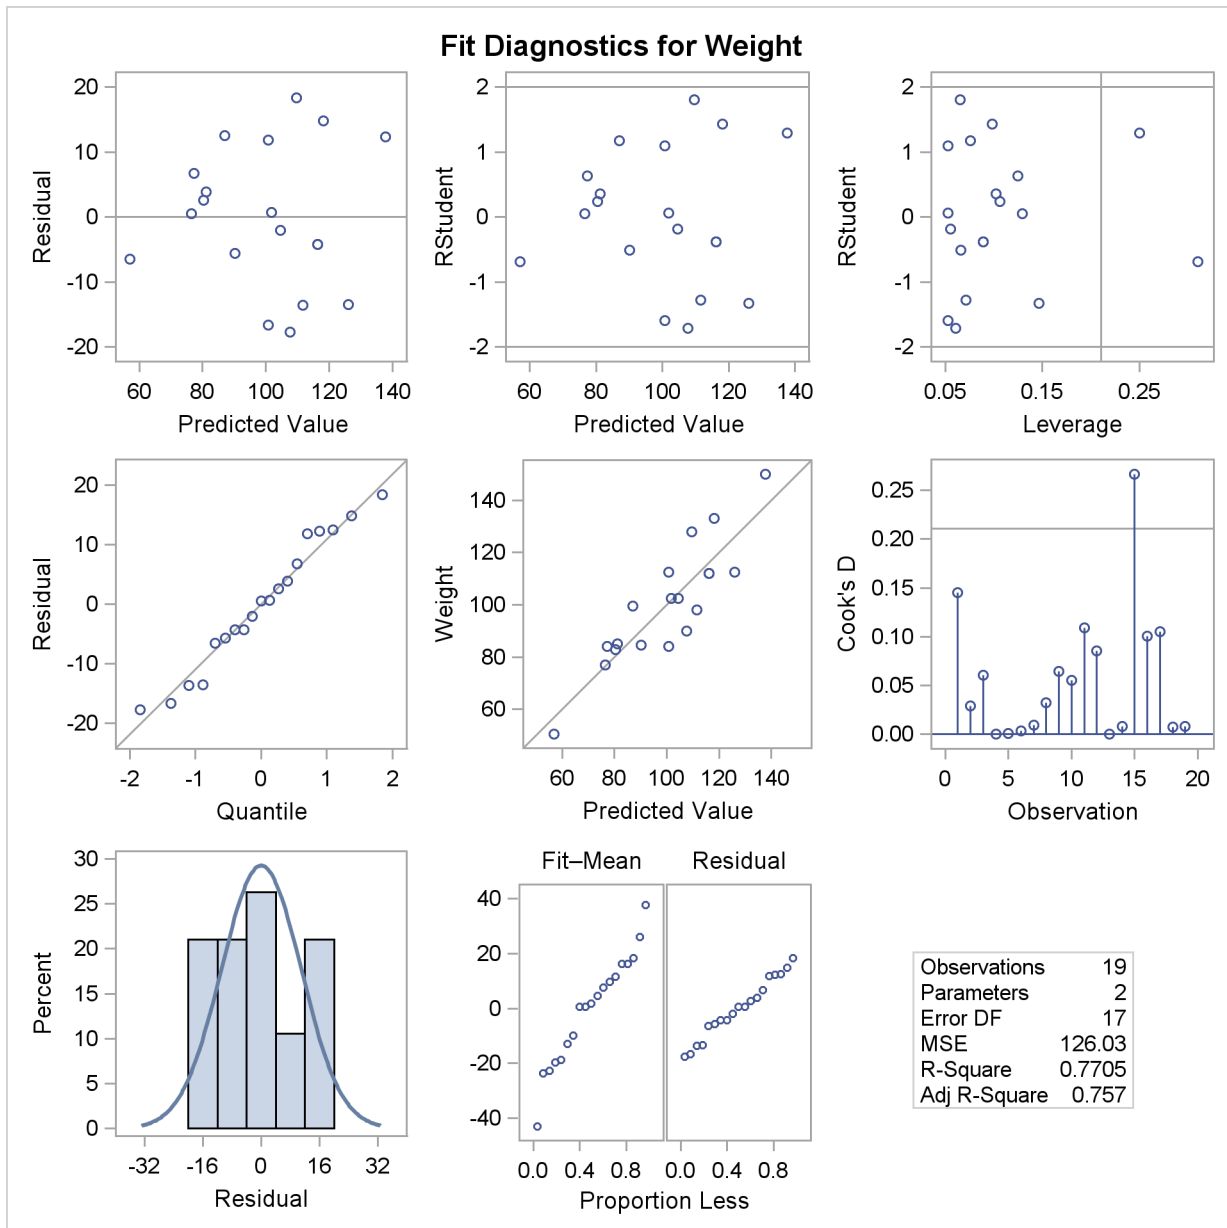 Fit Diagnostics for Weight
20
10
0
-10
-20
Residual
60 80 100 120 140
Predicted Value
2
1
0
-1
-2
RStudent
60 80 100 120 140
Predicted Value
2
1
0
-1
-2
RStudent
0.05 0.15 0.25
Leverage
20
10
0
-10
-20
Residual
-2 -1 0 1 2
Quantile
140
120
100
80
60
Weight
60 80 100 120 140
Predicted Value
0.25
0.20
0.15
0.10
0.05
0.00
Cook's D
0 5 10 15 20
Observation
30
25
20
15
10
5
0
Percent
-32 -16 0 16 32
Residual
Fit–Mean Residual
40
20
0
-20
-40
0.0 0.4 0.8 0.0 0.4 0.8
Proportion Less
Observations 19
Parameters 2
Error DF 17
MSE 126.03
R-Square 0.7705
Adj R-Square 0.757